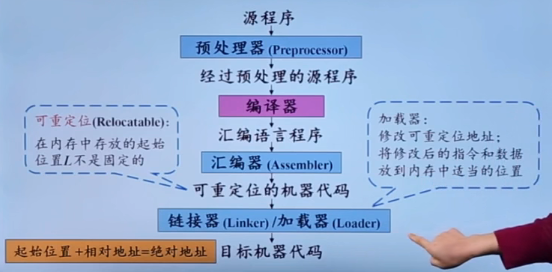 源程序
预处理器(Preprocessor)
经过预处理的源程序
编译器
可重定位(Relocatable):
在内存中存放的起始
位置L不是固定的
汇编语言程序
汇编器(Assembler)
可重定位的机器代码
加载器:
修改可重定位地址;
将修改后的指令和数据
放到内存中适当的位置
链接器(Linker)/加载器(Loader)
起始位置+相对地址=绝对地址
目标机器代码